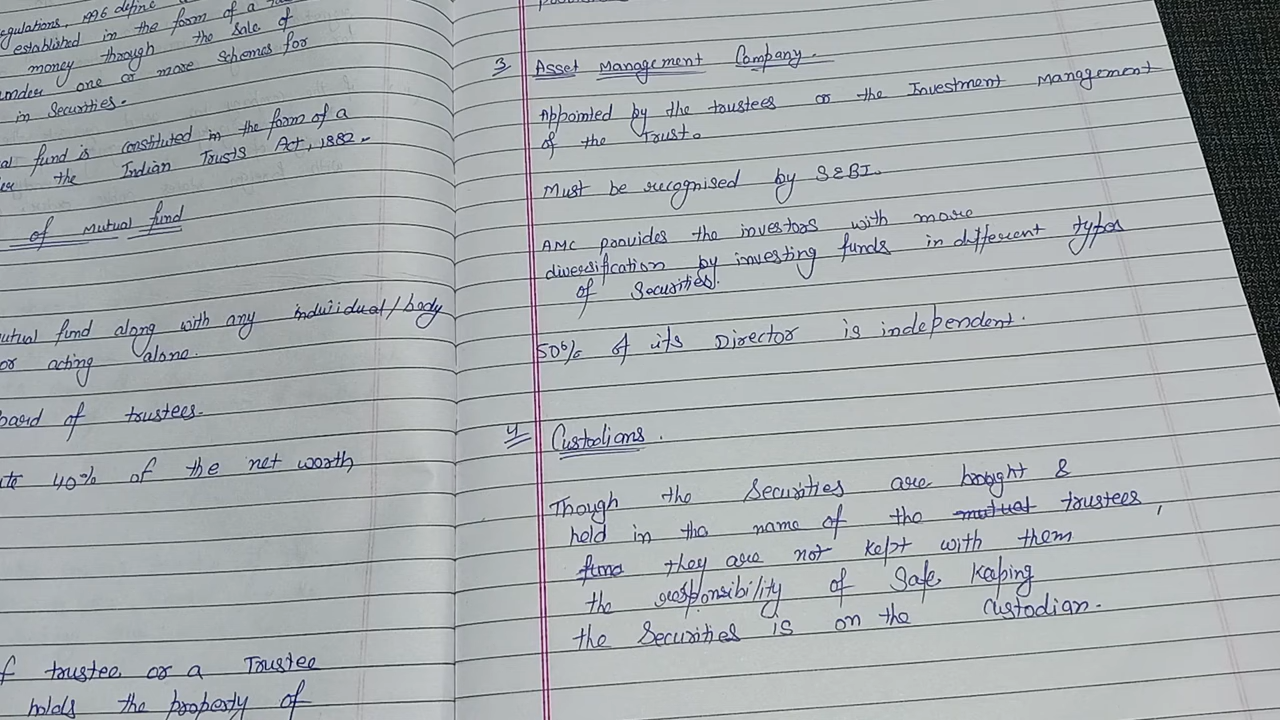 egulations, 1996 define
established in the form of a
money through the sale of
under one or more Schemes for
in Securities.
al fund is constituted in the form of a
the Indian Trusts Act, 1882.
of Mutual fund
utual fund along with any individual/body
or acting alone.
board of trustees.
40% of the net worth
f trustee or a Trustee
holds the property of
3 Asset Management Company.
Appointed by the trustees as the Investment Management
of the Trust.
Must be recognised by SEBI.
AMC provides the investors with more
diversification by investing funds in different types
of Securities.
50% of its Director is independent.
4 Custodians.
Though the Securities are bought &
held in the name of the mutual trustees,
fund they are not kept with them
the responsibility of Safe Keeping
the Securities is on the Custodian.